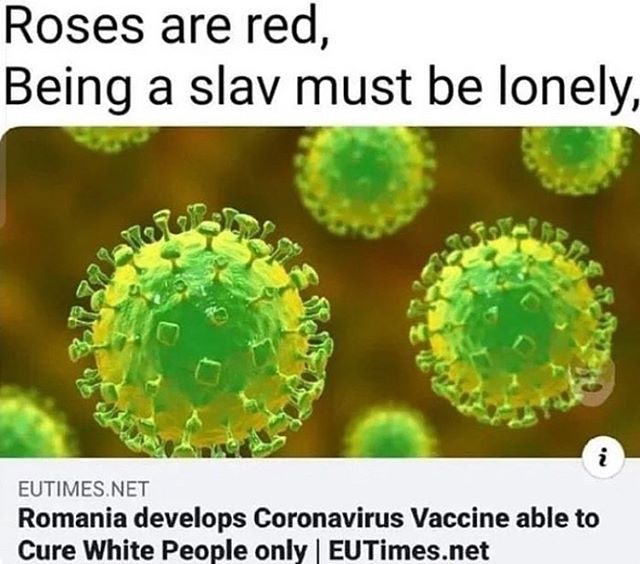 Roses are red,
Being a slav must be lonely,
i
EUTIMES.NET
Romania develops Coronavirus Vaccine able to
Cure White People only | EUTimes.net